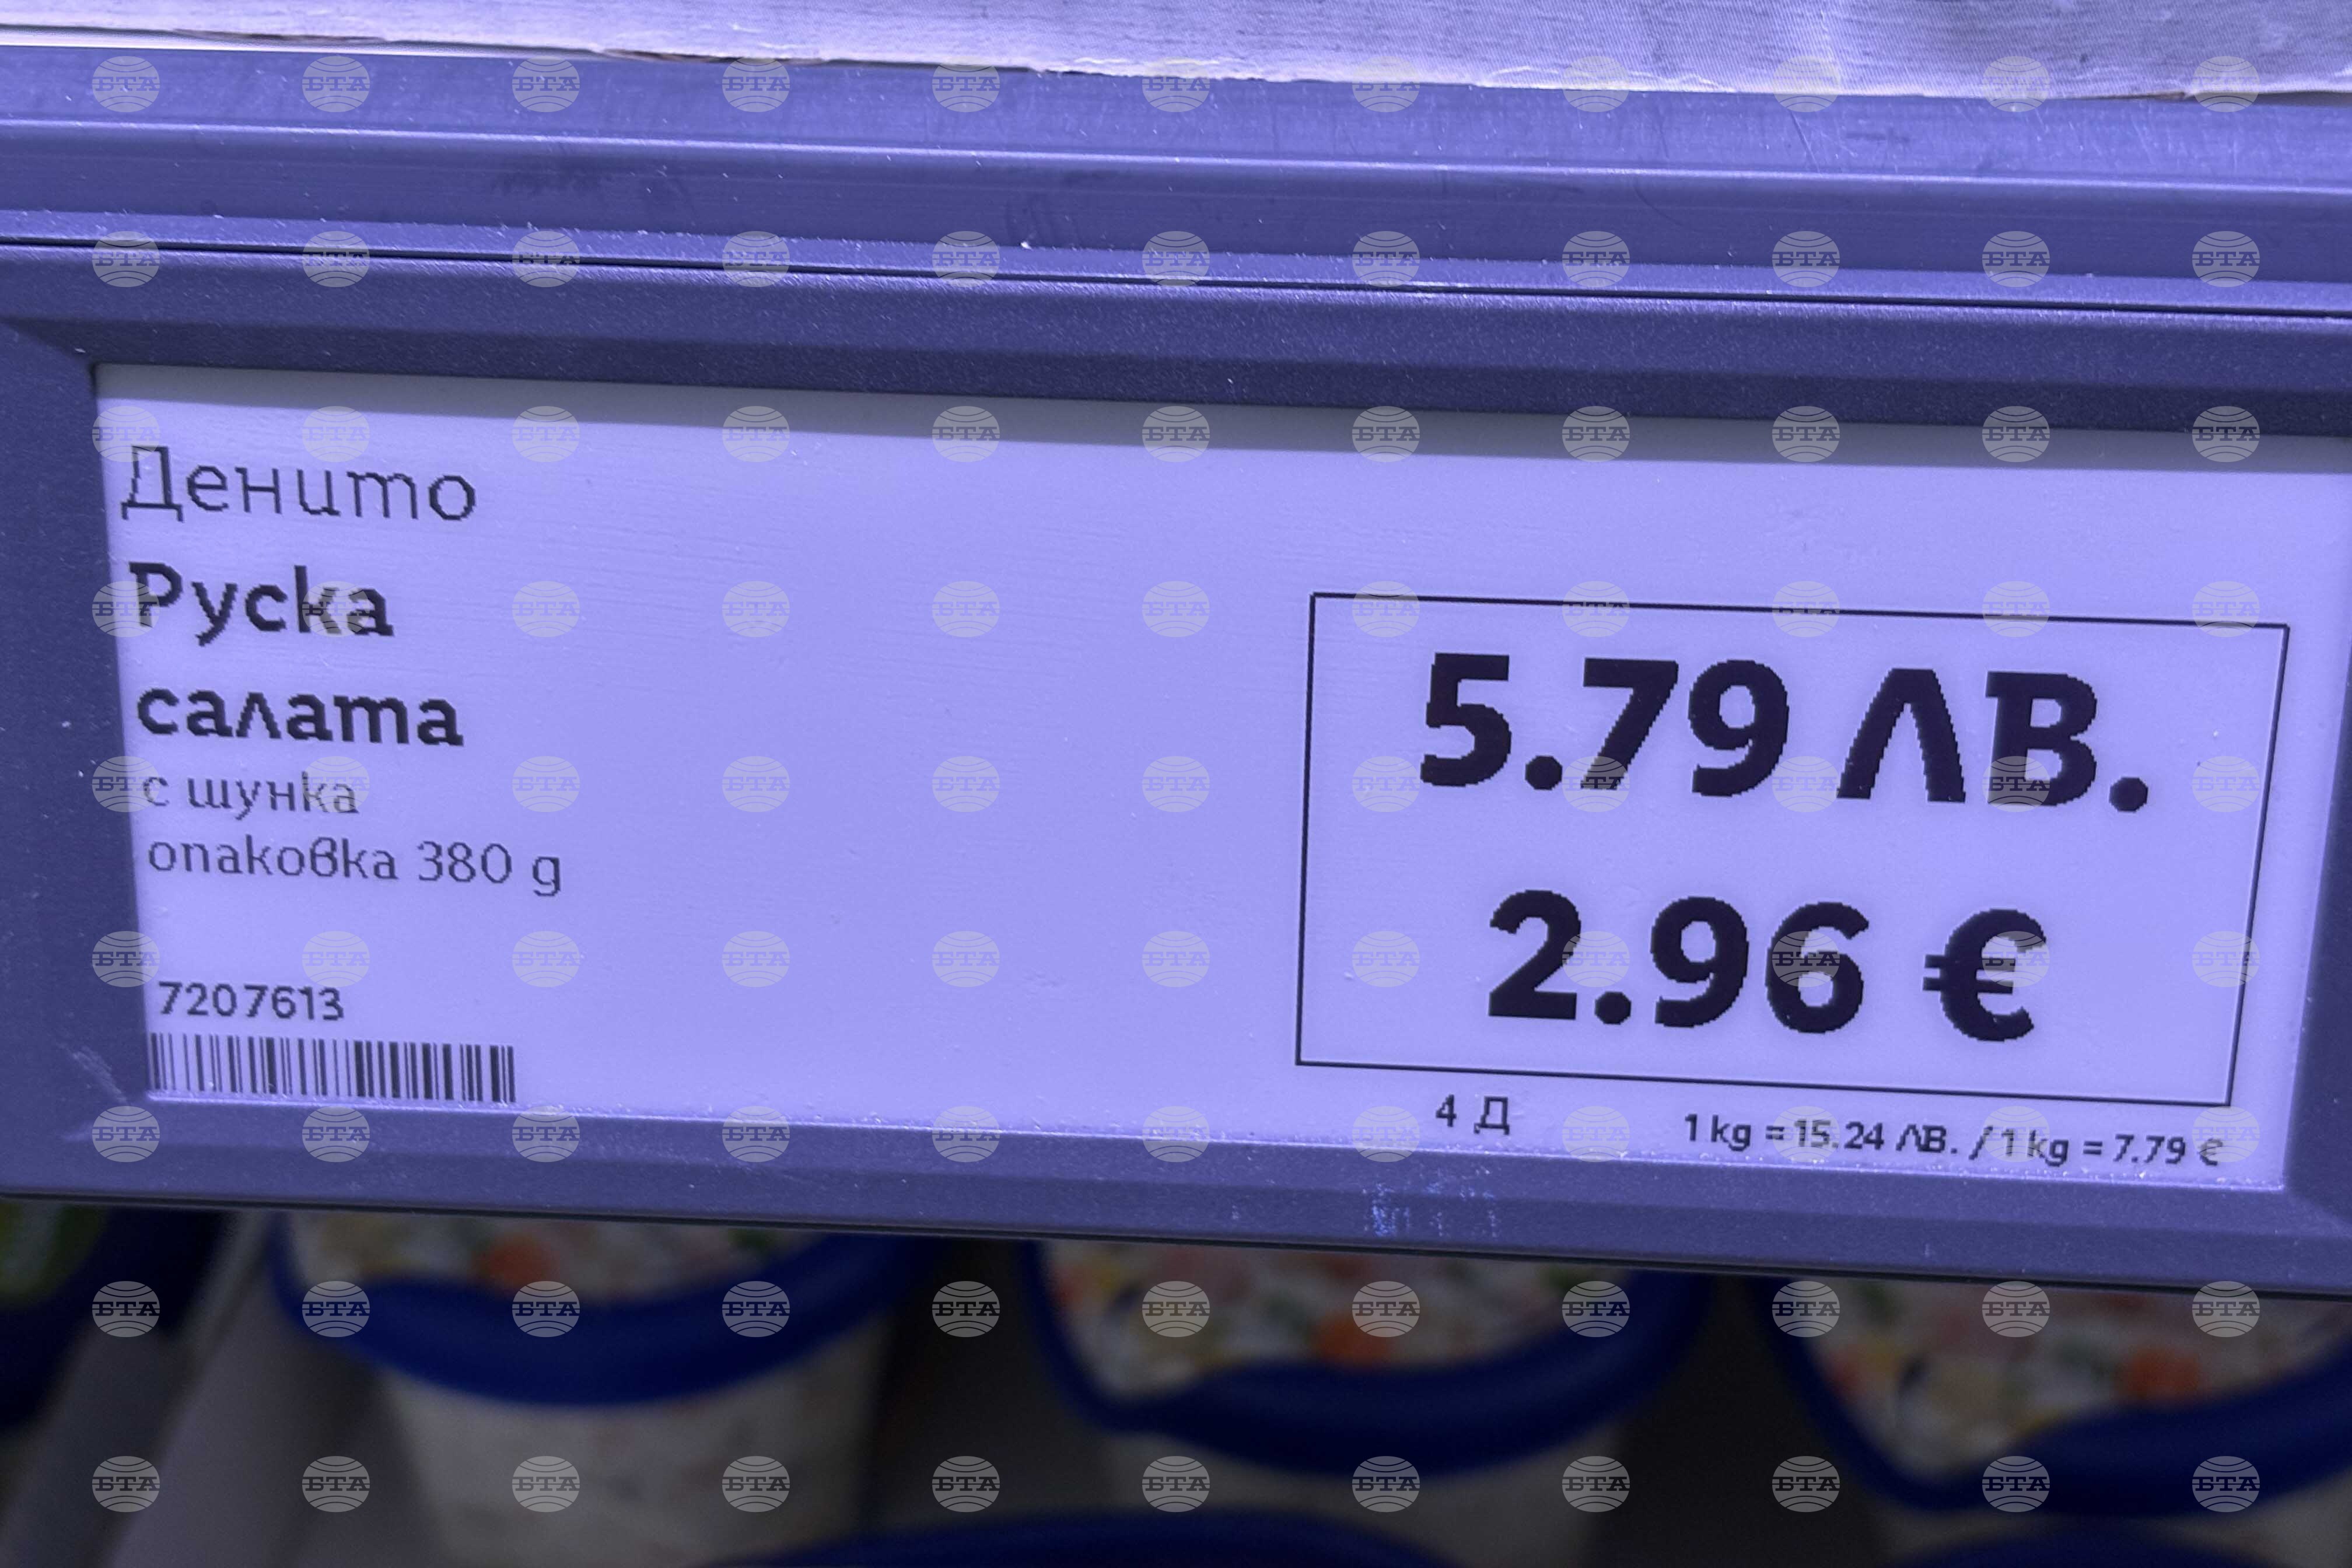 Денито
Руска
салата
с шунка
опаковка 380 g
7207613
5.79 ЛВ.
2.96 €
4 Д
1 kg = 15.24 ЛВ. / 1 kg = 7.79 €
БТА